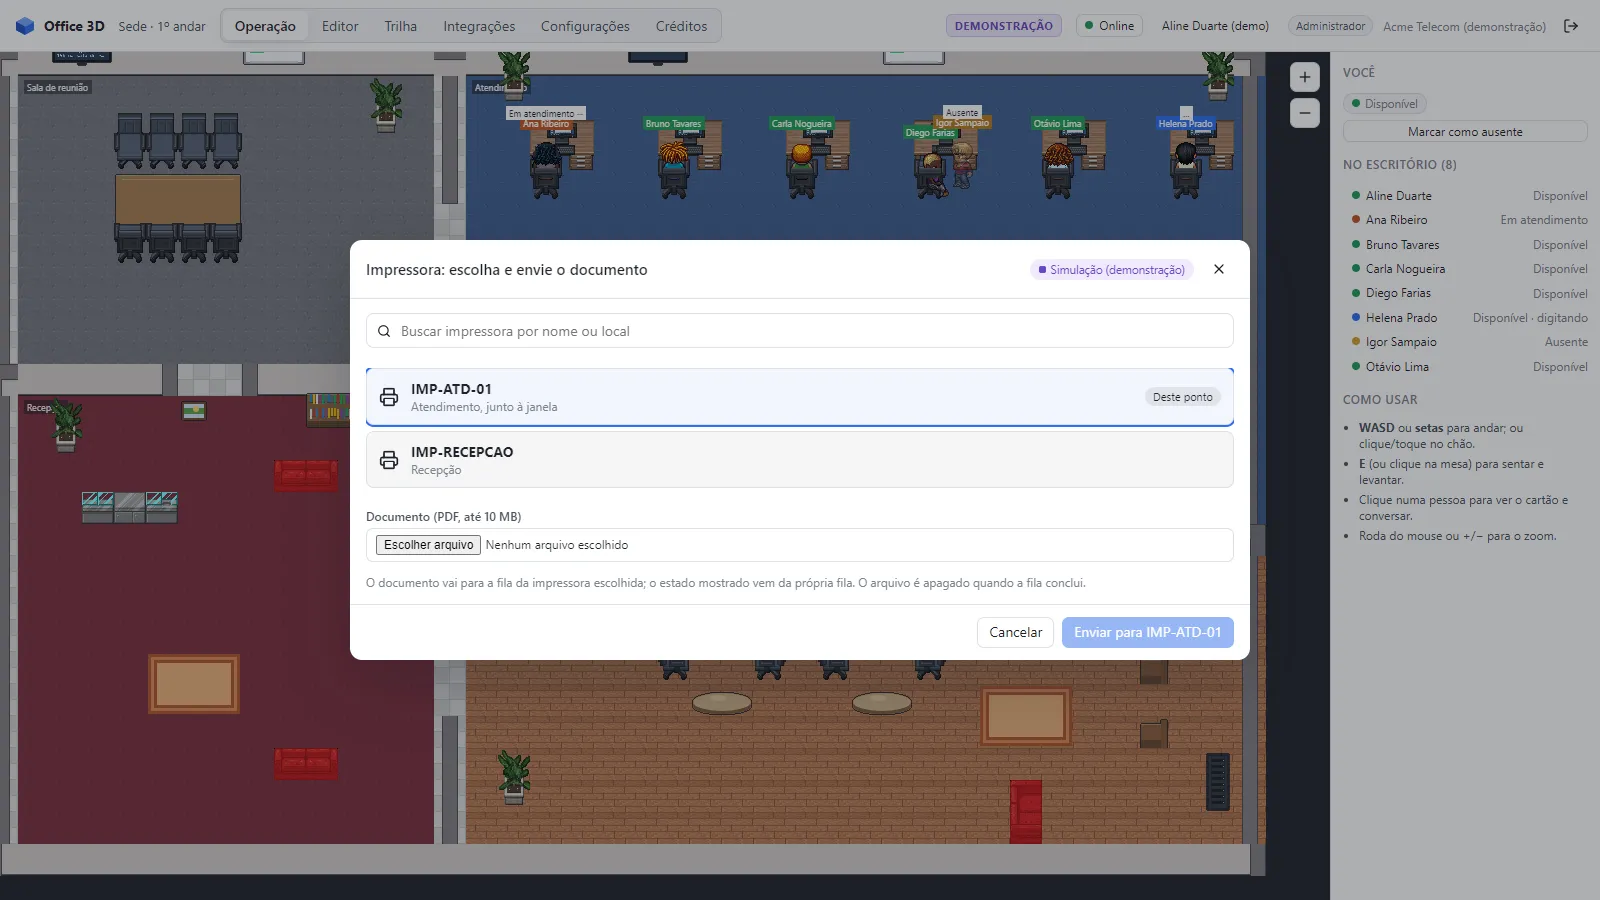 Office 3D
Sede · 1º andar
Operação
Editor
Trilha
Integrações
Configurações
Créditos
DEMONSTRAÇÃO
Online
Aline Duarte (demo)
Administrador
Acme Telecom (demonstração)
Sala de reunião
Em atendimento
Ana Ribeiro
Bruno Tavares
Carla Nogueira
Ausente
Igor Sampaio
Diego Farias
Otávio Lima
...
Helena Prado
+
−
VOCÊ
Disponível
Marcar como ausente
NO ESCRITÓRIO (8)
Aline Duarte Disponível
Ana Ribeiro Em atendimento
Bruno Tavares Disponível
Carla Nogueira Disponível
Diego Farias Disponível
Helena Prado Disponível · digitando
Igor Sampaio Ausente
Otávio Lima Disponível
COMO USAR
WASD ou setas para andar; ou
clique/toque no chão.
E (ou clique na mesa) para sentar e
levantar.
Clique numa pessoa para ver o cartão e
conversar.
Roda do mouse ou +/− para o zoom.
Impressora: escolha e envie o documento
Simulação (demonstração)
Buscar impressora por nome ou local
IMP-ATD-01
Atendimento, junto à janela
Deste ponto
IMP-RECEPCAO
Recepção
Documento (PDF, até 10 MB)
Escolher arquivo Nenhum arquivo escolhido
O documento vai para a fila da impressora escolhida; o estado mostrado vem da própria fila. O arquivo é apagado quando a fila conclui.
Cancelar
Enviar para IMP-ATD-01